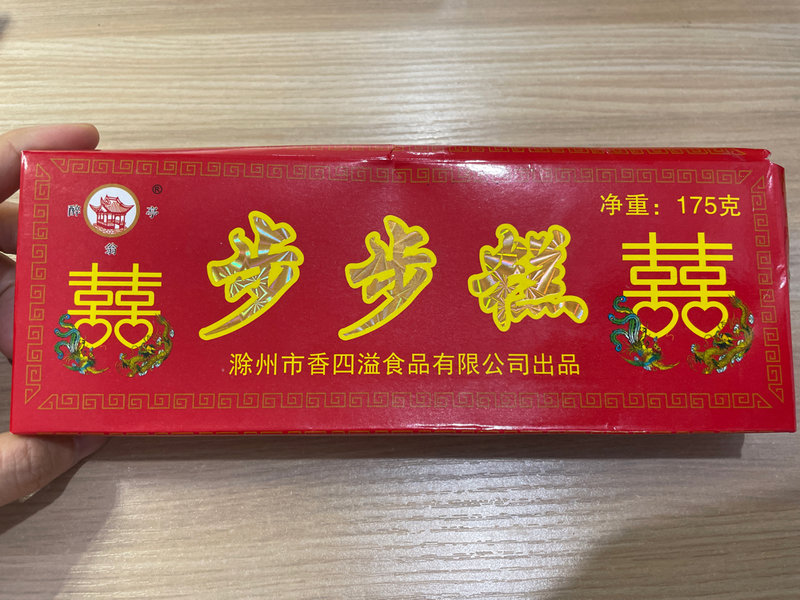 醉翁亭
®
净重：175克
步步糕
囍
囍
滁州市香四溢食品有限公司出品